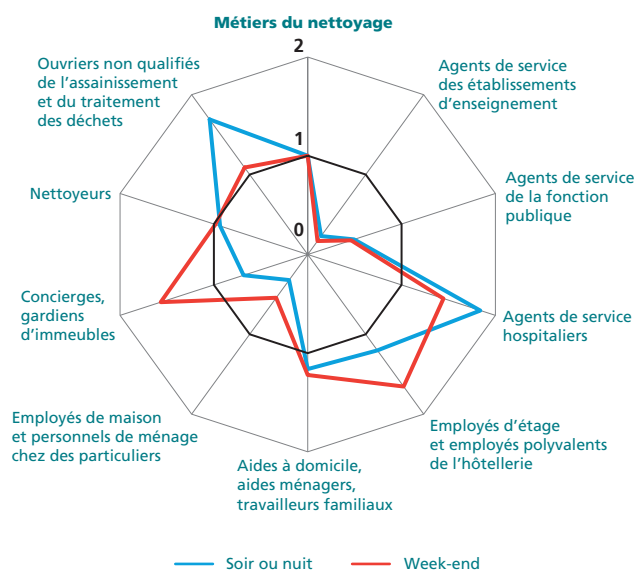 Métiers du nettoyage
2
1
0
Agents de service
des établissements
d'enseignement
Agents de service
de la fonction
publique
Agents de service
hospitaliers
Employés d'étage
et employés polyvalents
de l'hôtellerie
Aides à domicile,
aides ménagers,
travailleurs familiaux
Employés de maison
et personnels de ménage
chez des particuliers
Concierges,
gardiens
d'immeubles
Nettoyeurs
Ouvriers non qualifiés
de l'assainissement
et du traitement
des déchets
Soir ou nuit
Week-end